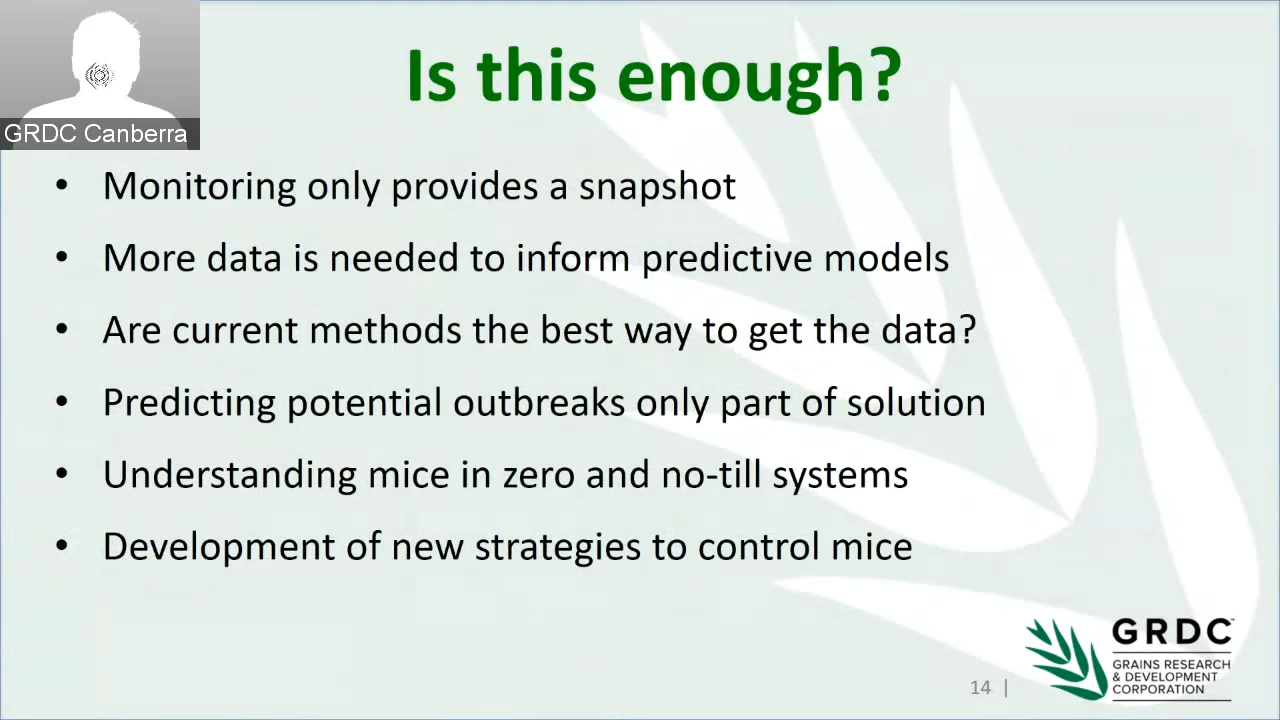 GRDC Canberra
Is this enough?
• Monitoring only provides a snapshot
• More data is needed to inform predictive models
• Are current methods the best way to get the data?
• Predicting potential outbreaks only part of solution
• Understanding mice in zero and no-till systems
• Development of new strategies to control mice
14 |
GRDC™
GRAINS RESEARCH
& DEVELOPMENT
CORPORATION